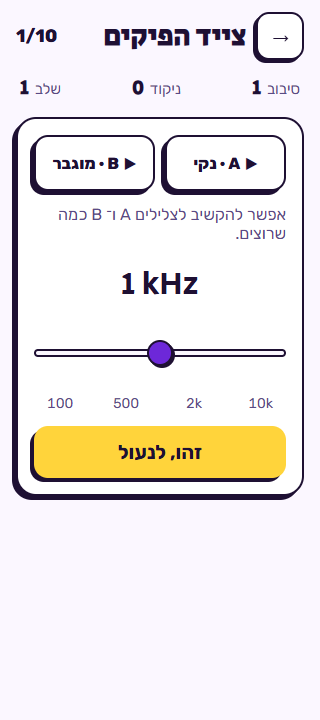 →
צייד הפיקים
1/10
סיבוב 1
ניקוד 0
שלב 1
▶ A • נקי
▶ B • מוגבר
אפשר להקשיב לצלילים A ו־ B כמה
שרוצים.
1 kHz
100 500 2k 10k
זהו, לנעול